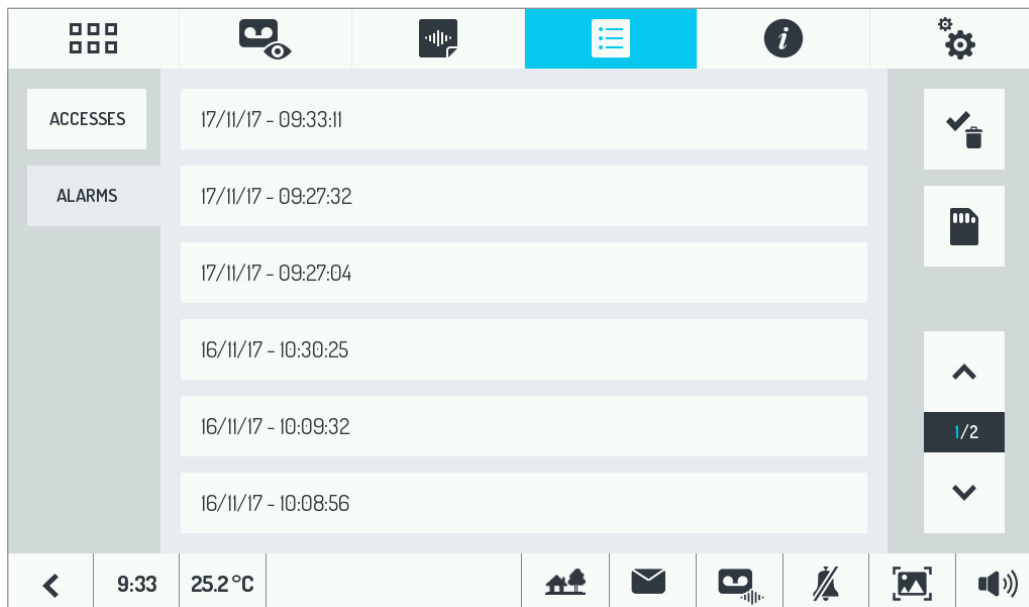 ACCESSES
ALARMS
17/11/17 - 09:33:11
17/11/17 - 09:27:32
17/11/17 - 09:27:04
16/11/17 - 10:30:25
16/11/17 - 10:09:32
16/11/17 - 10:08:56
1/2
9:33
25.2 °C